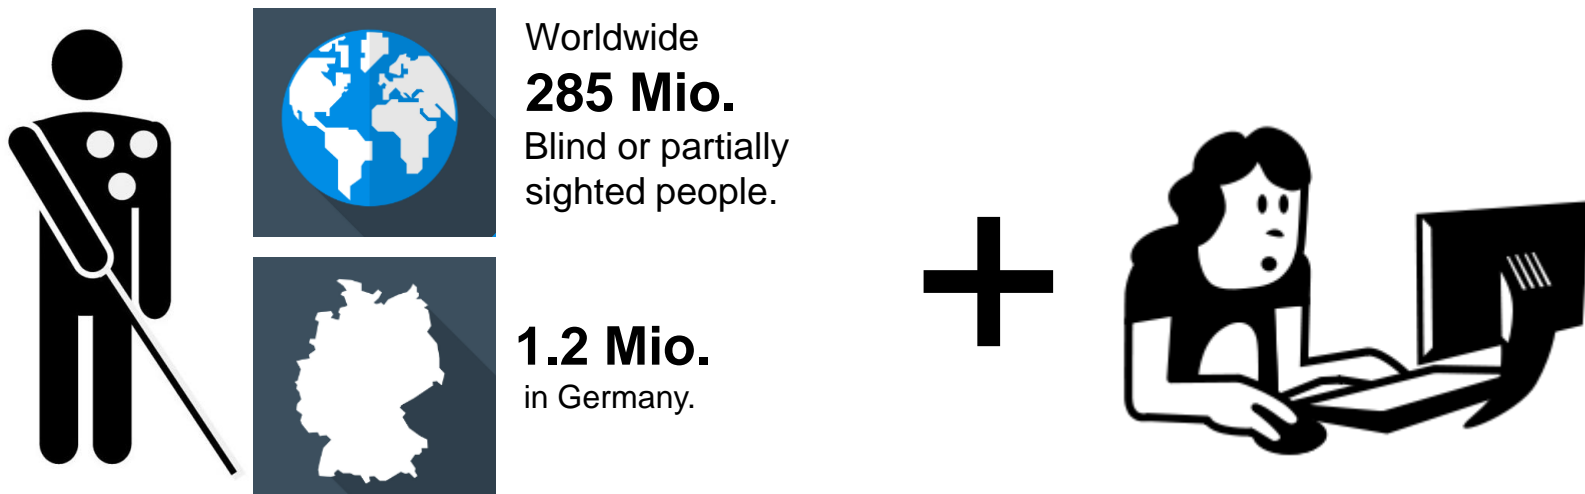 Worldwide
285 Mio.
Blind or partially
sighted people.
1.2 Mio.
in Germany.